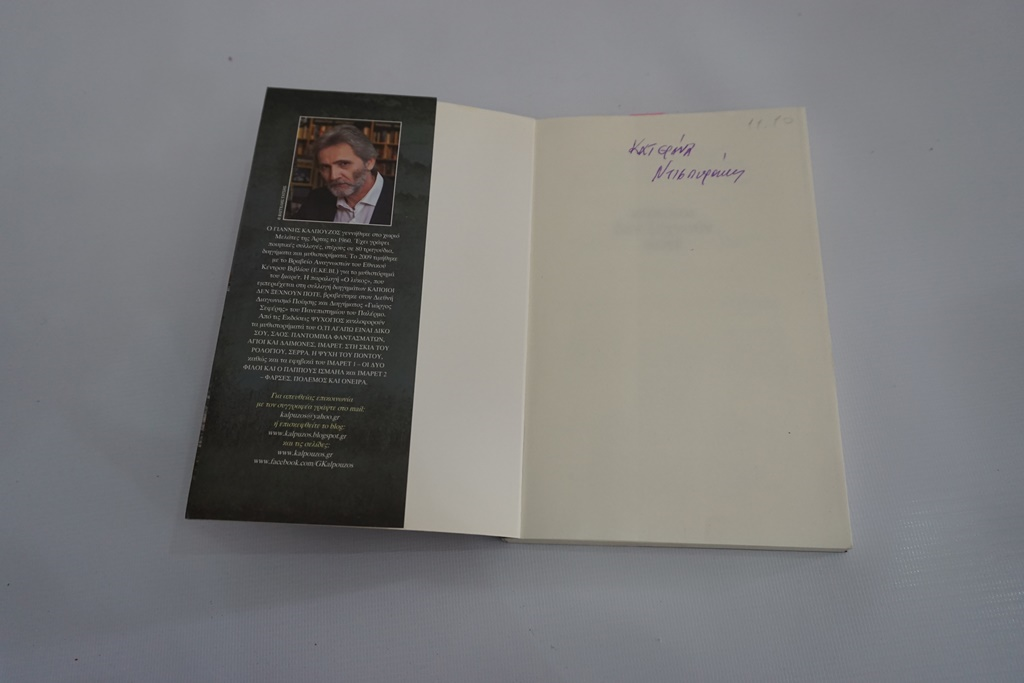 Ο ΓΙΑΝΝΗΣ ΚΑΛΠΟΥΖΟΣ γεννήθηκε στο χωριό
Μελάτες της Άρτας το 1960. Έχει γράψει
ποιητικές συλλογές, στίχους σε 80 τραγούδια,
διηγήματα και μυθιστορήματα. Το 2009 τιμήθηκε
με το Βραβείο Αναγνωστών του Εθνικού
Κέντρου Βιβλίου (Ε.ΚΕ.ΒΙ.) για το μυθιστόρημά
του Ιμαρέτ. Η παραλογή «Ο λύκος», που
εμπεριέχεται στη συλλογή διηγημάτων ΚΑΠΟΙΟΙ
ΔΕΝ ΞΕΧΝΟΥΝ ΠΟΤΕ, βραβεύτηκε στον Διεθνή
Διαγωνισμό Ποίησης και Διηγήματος «Γιώργος
Σεφέρης» του Πανεπιστημίου του Παλέρμο.
Από τις Εκδόσεις ΨΥΧΟΓΙΟΣ κυκλοφορούν
τα μυθιστορήματά του Ο,ΤΙ ΑΓΑΠΩ ΕΙΝΑΙ ΔΙΚΟ
ΣΟΥ, ΣΑΟΣ. ΠΑΝΤΟΜΙΜΑ ΦΑΝΤΑΣΜΑΤΩΝ,
ΑΓΙΟΙ ΚΑΙ ΔΑΙΜΟΝΕΣ, ΙΜΑΡΕΤ. ΣΤΗ ΣΚΙΑ ΤΟΥ
ΡΟΛΟΓΙΟΥ, ΣΕΡΡΑ. Η ΨΥΧΗ ΤΟΥ ΠΟΝΤΟΥ,
καθώς και τα εφηβικά του ΙΜΑΡΕΤ 1 – ΟΙ ΔΥΟ
ΦΙΛΟΙ ΚΑΙ Ο ΠΑΠΠΟΥΣ ΙΣΜΑΗΛ και ΙΜΑΡΕΤ 2
– ΦΑΡΣΕΣ, ΠΟΛΕΜΟΣ ΚΑΙ ΟΝΕΙΡΑ.
Για απευθείας επικοινωνία
με τον συγγραφέα γράψτε στο mail:
kalpazos@yahoo.gr
ή επισκεφθείτε το blog:
www.kalpazos.blogspot.gr
και τις σελίδες:
www.kalpouzos.gr
www.facebook.com/GKalpouzos
Κατερίνα